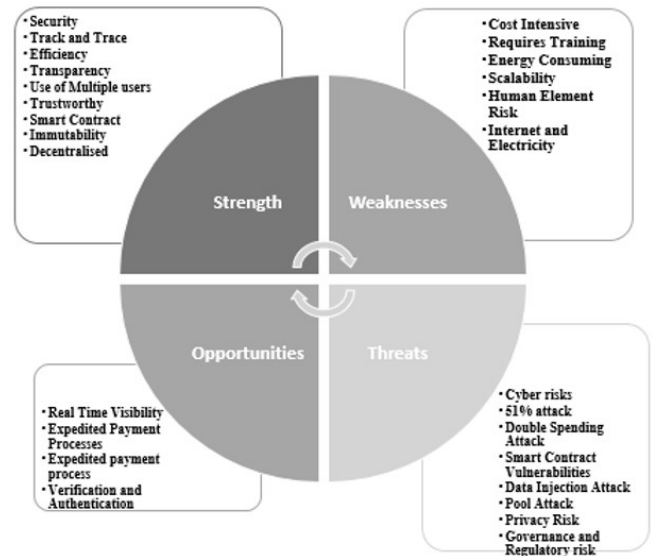 • Security
• Track and Trace
• Efficiency
• Transparency
• Use of Multiple users
• Trustworthy
• Smart Contract
• Immutability
• Decentralised
• Cost Intensive
• Requires Training
• Energy Consuming
• Scalability
• Human Element
Risk
• Internet and
Electricity
Strength
Weaknesses
Opportunities
Threats
• Real Time Visibility
• Expedited Payment
Processes
• Expedited payment
process
• Verification and
Authentication
• Cyber risks
• 51% attack
• Double Spending
Attack
• Smart Contract
Vulnerabilities
• Data Injection Attack
• Pool Attack
• Privacy Risk
• Governance and
Regulatory risk